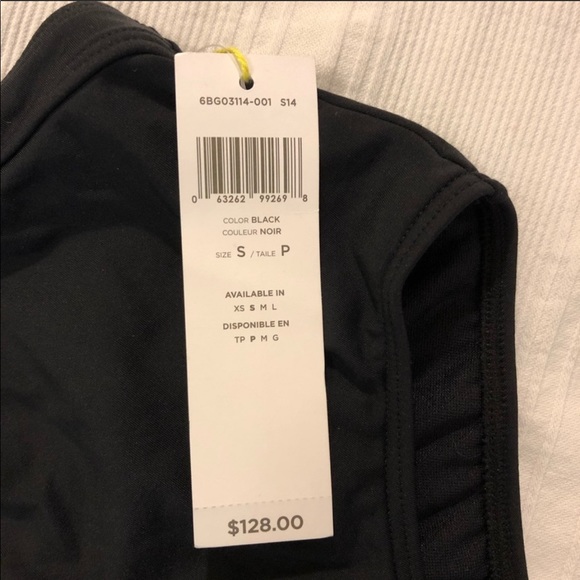 6BG03114-001 S14
0 63262 99269 8
COLOR BLACK
COULEUR NOIR
SIZE S / TAILE P
AVAILABLE IN
XS S M L
DISPONIBLE EN
TP P M G
$128.00